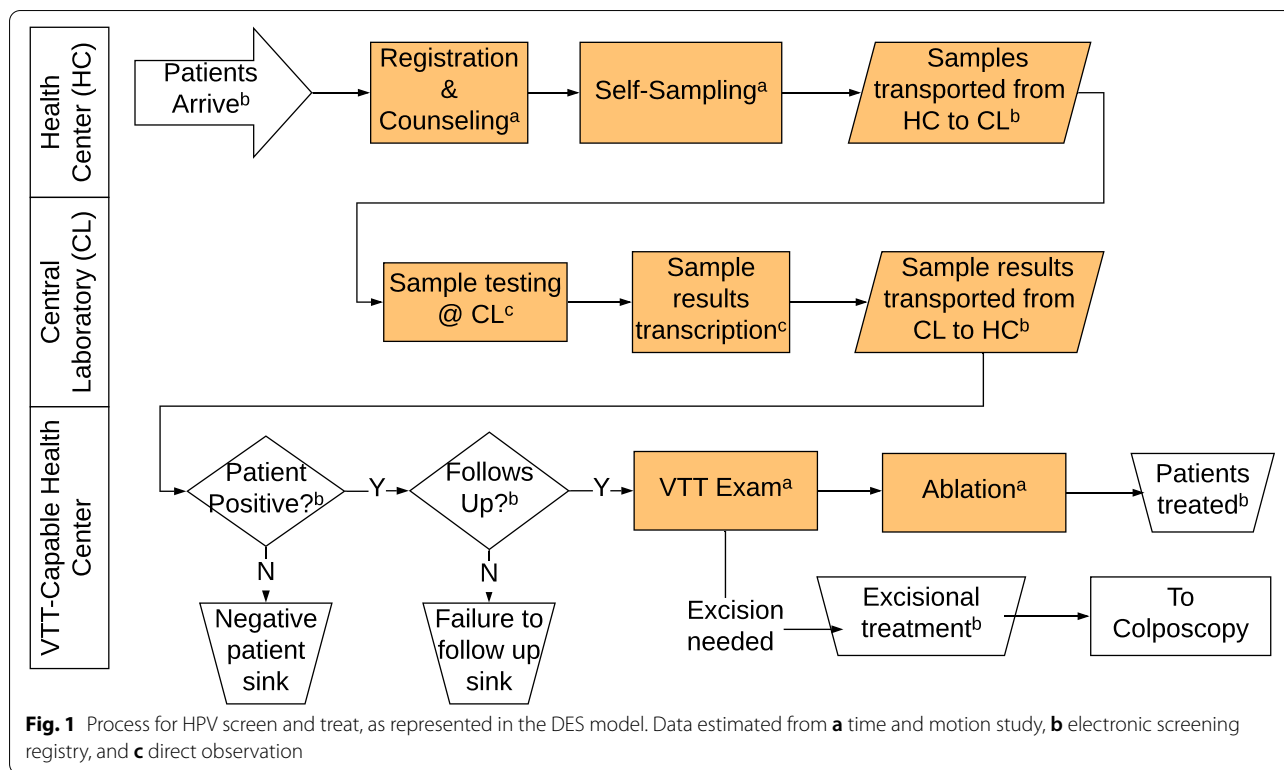 Health
Center (HC)
Patients
Arriveᵇ
Registration
&
Counselingᵃ
Self-Samplingᵃ
Samples
transported from
HC to CLᵇ
Central
Laboratory (CL)
Sample testing
@ CLᶜ
Sample
results
transcriptionᶜ
Sample results
transported from
CL to HCᵇ
VTT-Capable Health
Center
Patient
Positive?ᵇ
Y
Follows
Up?ᵇ
Y
VTT Examᵃ
Ablationᵃ
Patients
treatedᵇ
N
Negative
patient
sink
N
Failure to
follow up
sink
Excision
needed
Excisional
treatmentᵇ
To
Colposcopy
Fig. 1 Process for HPV screen and treat, as represented in the DES model. Data estimated from a time and motion study, b electronic screening
registry, and c direct observation